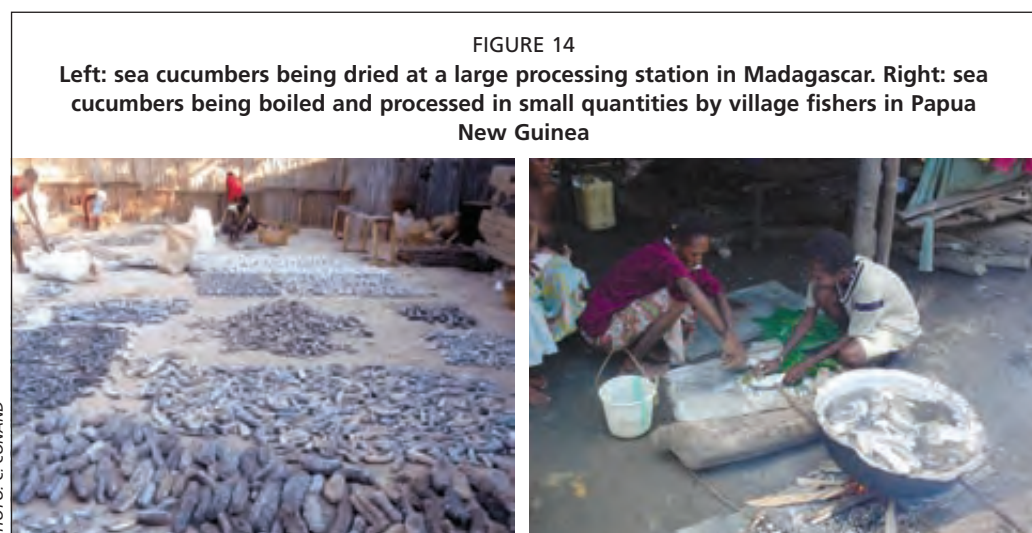 FIGURE 14
Left: sea cucumbers being dried at a large processing station in Madagascar. Right: sea
cucumbers being boiled and processed in small quantities by village fishers in Papua
New Guinea
C. CONAND